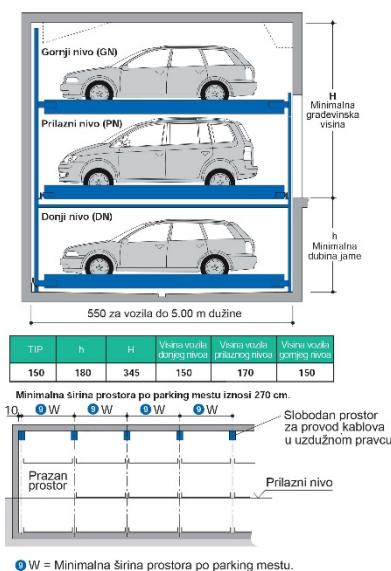 Gornji nivo (GN)
H
Minimalna
građevinska
visina
Prilazni nivo (PN)
Donji nivo (DN)
h
Minimalna
dubina jame
550 za vozila do 5.00 m dužine
TIP h H Visina vozila donjeg nivoa Visina vozila prilaznog nivoa Visina vozila gornjeg nivoa
150 180 345 150 170 150
Minimalna širina prostora po parking mestu iznosi 270 cm.
10 9 W 9 W 9 W 9 W
Slobodan prostor
za provod kablova
u uzdužnom pravcu
Prazan
prostor
Prilazni nivo
9 W = Minimalna širina prostora po parking mestu.